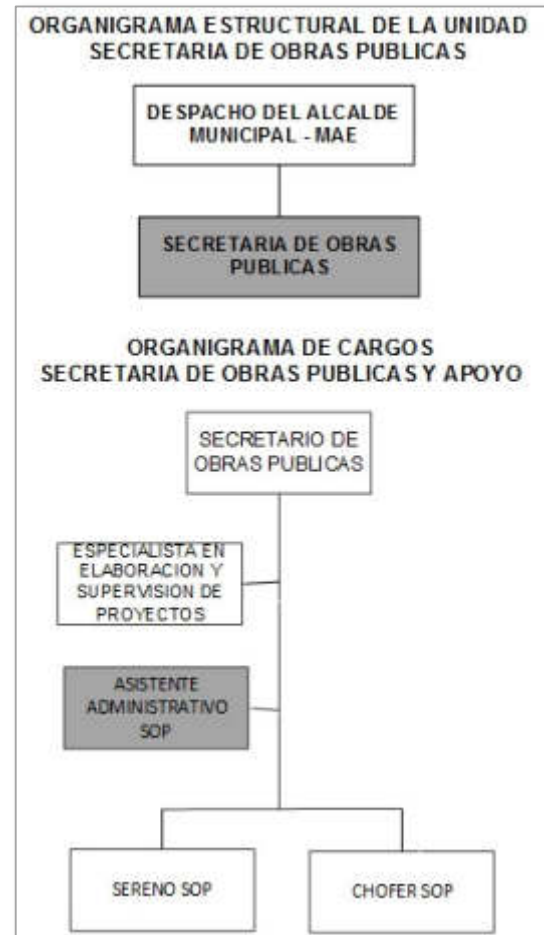 ORGANIGRAMA ESTRUCTURAL DE LA UNIDAD
SECRETARIA DE OBRAS PUBLICAS
DESPACHO DEL ALCALDE
MUNICIPAL - MAE
SECRETARIA DE OBRAS
PUBLICAS
ORGANIGRAMA DE CARGOS
SECRETARIA DE OBRAS PUBLICAS Y APOYO
SECRETARIO DE
OBRAS PUBLICAS
ESPECIALISTA EN
ELABORACION Y
SUPERVISION DE
PROYECTOS
ASISTENTE
ADMINISTRATIVO
SOP
SERENO SOP
CHOFER SOP